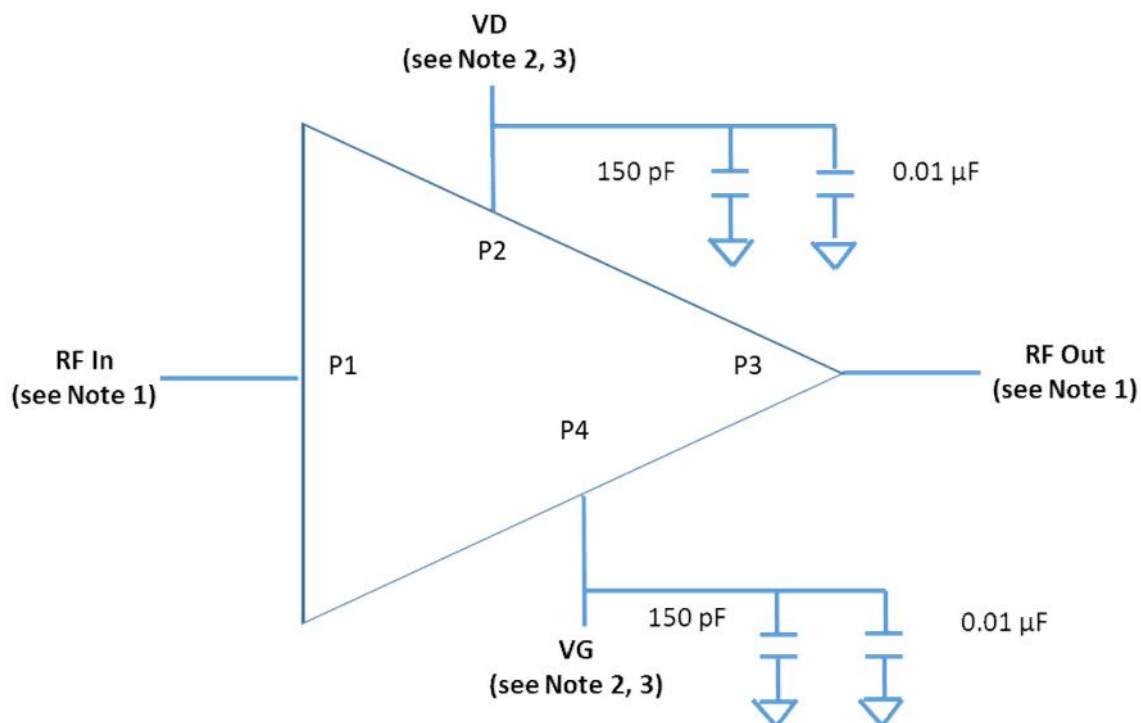 VD
(see Note 2, 3)
150 pF
0.01 µF
P2
RF In
(see Note 1)
P1
P3
RF Out
(see Note 1)
P4
150 pF
0.01 µF
VG
(see Note 2, 3)